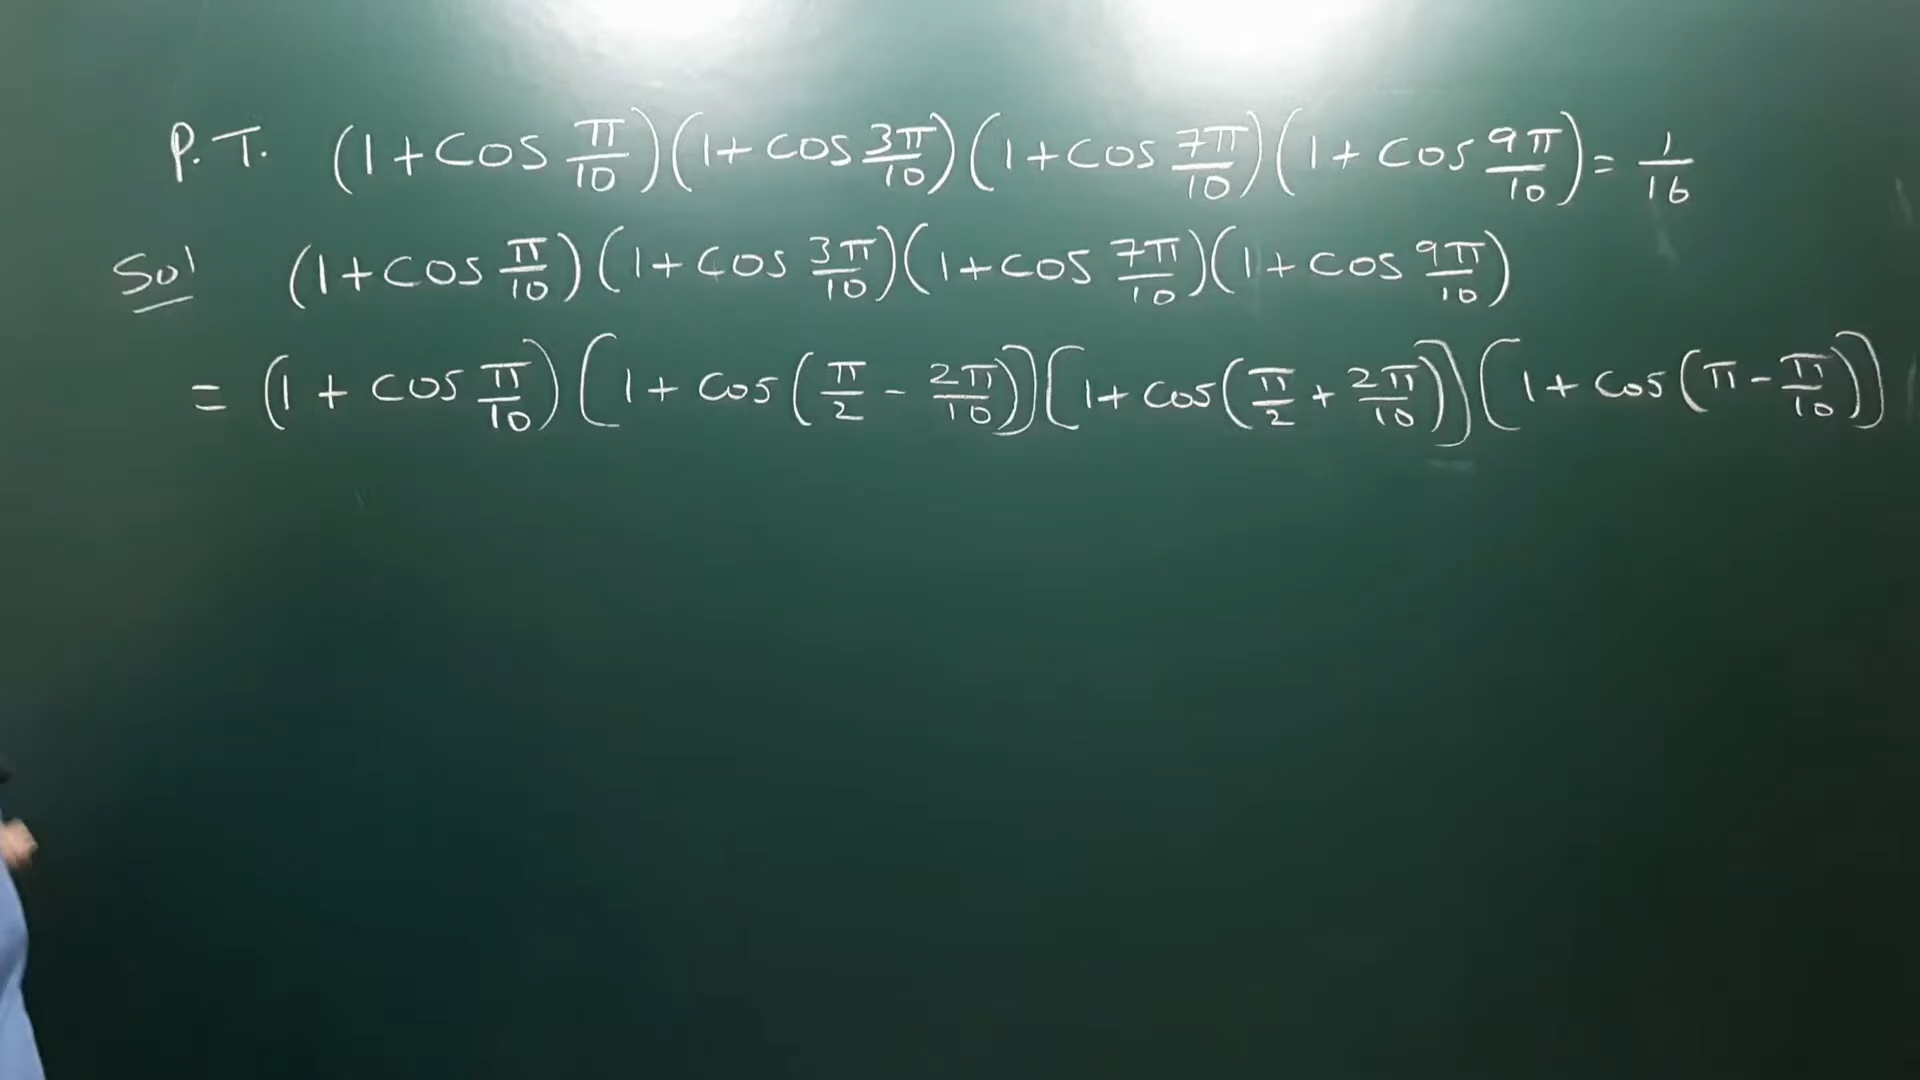 P.T. (1+cos π/10)(1+cos 3π/10)(1+cos 7π/10)(1+cos 9π/10) = 1/16
Sol (1+cos π/10)(1+cos 3π/10)(1+cos 7π/10)(1+cos 9π/10)
= (1+cos π/10)(1+cos(π/2 - 2π/10))(1+cos(π/2 + 2π/10))(1+cos(π - π/10))